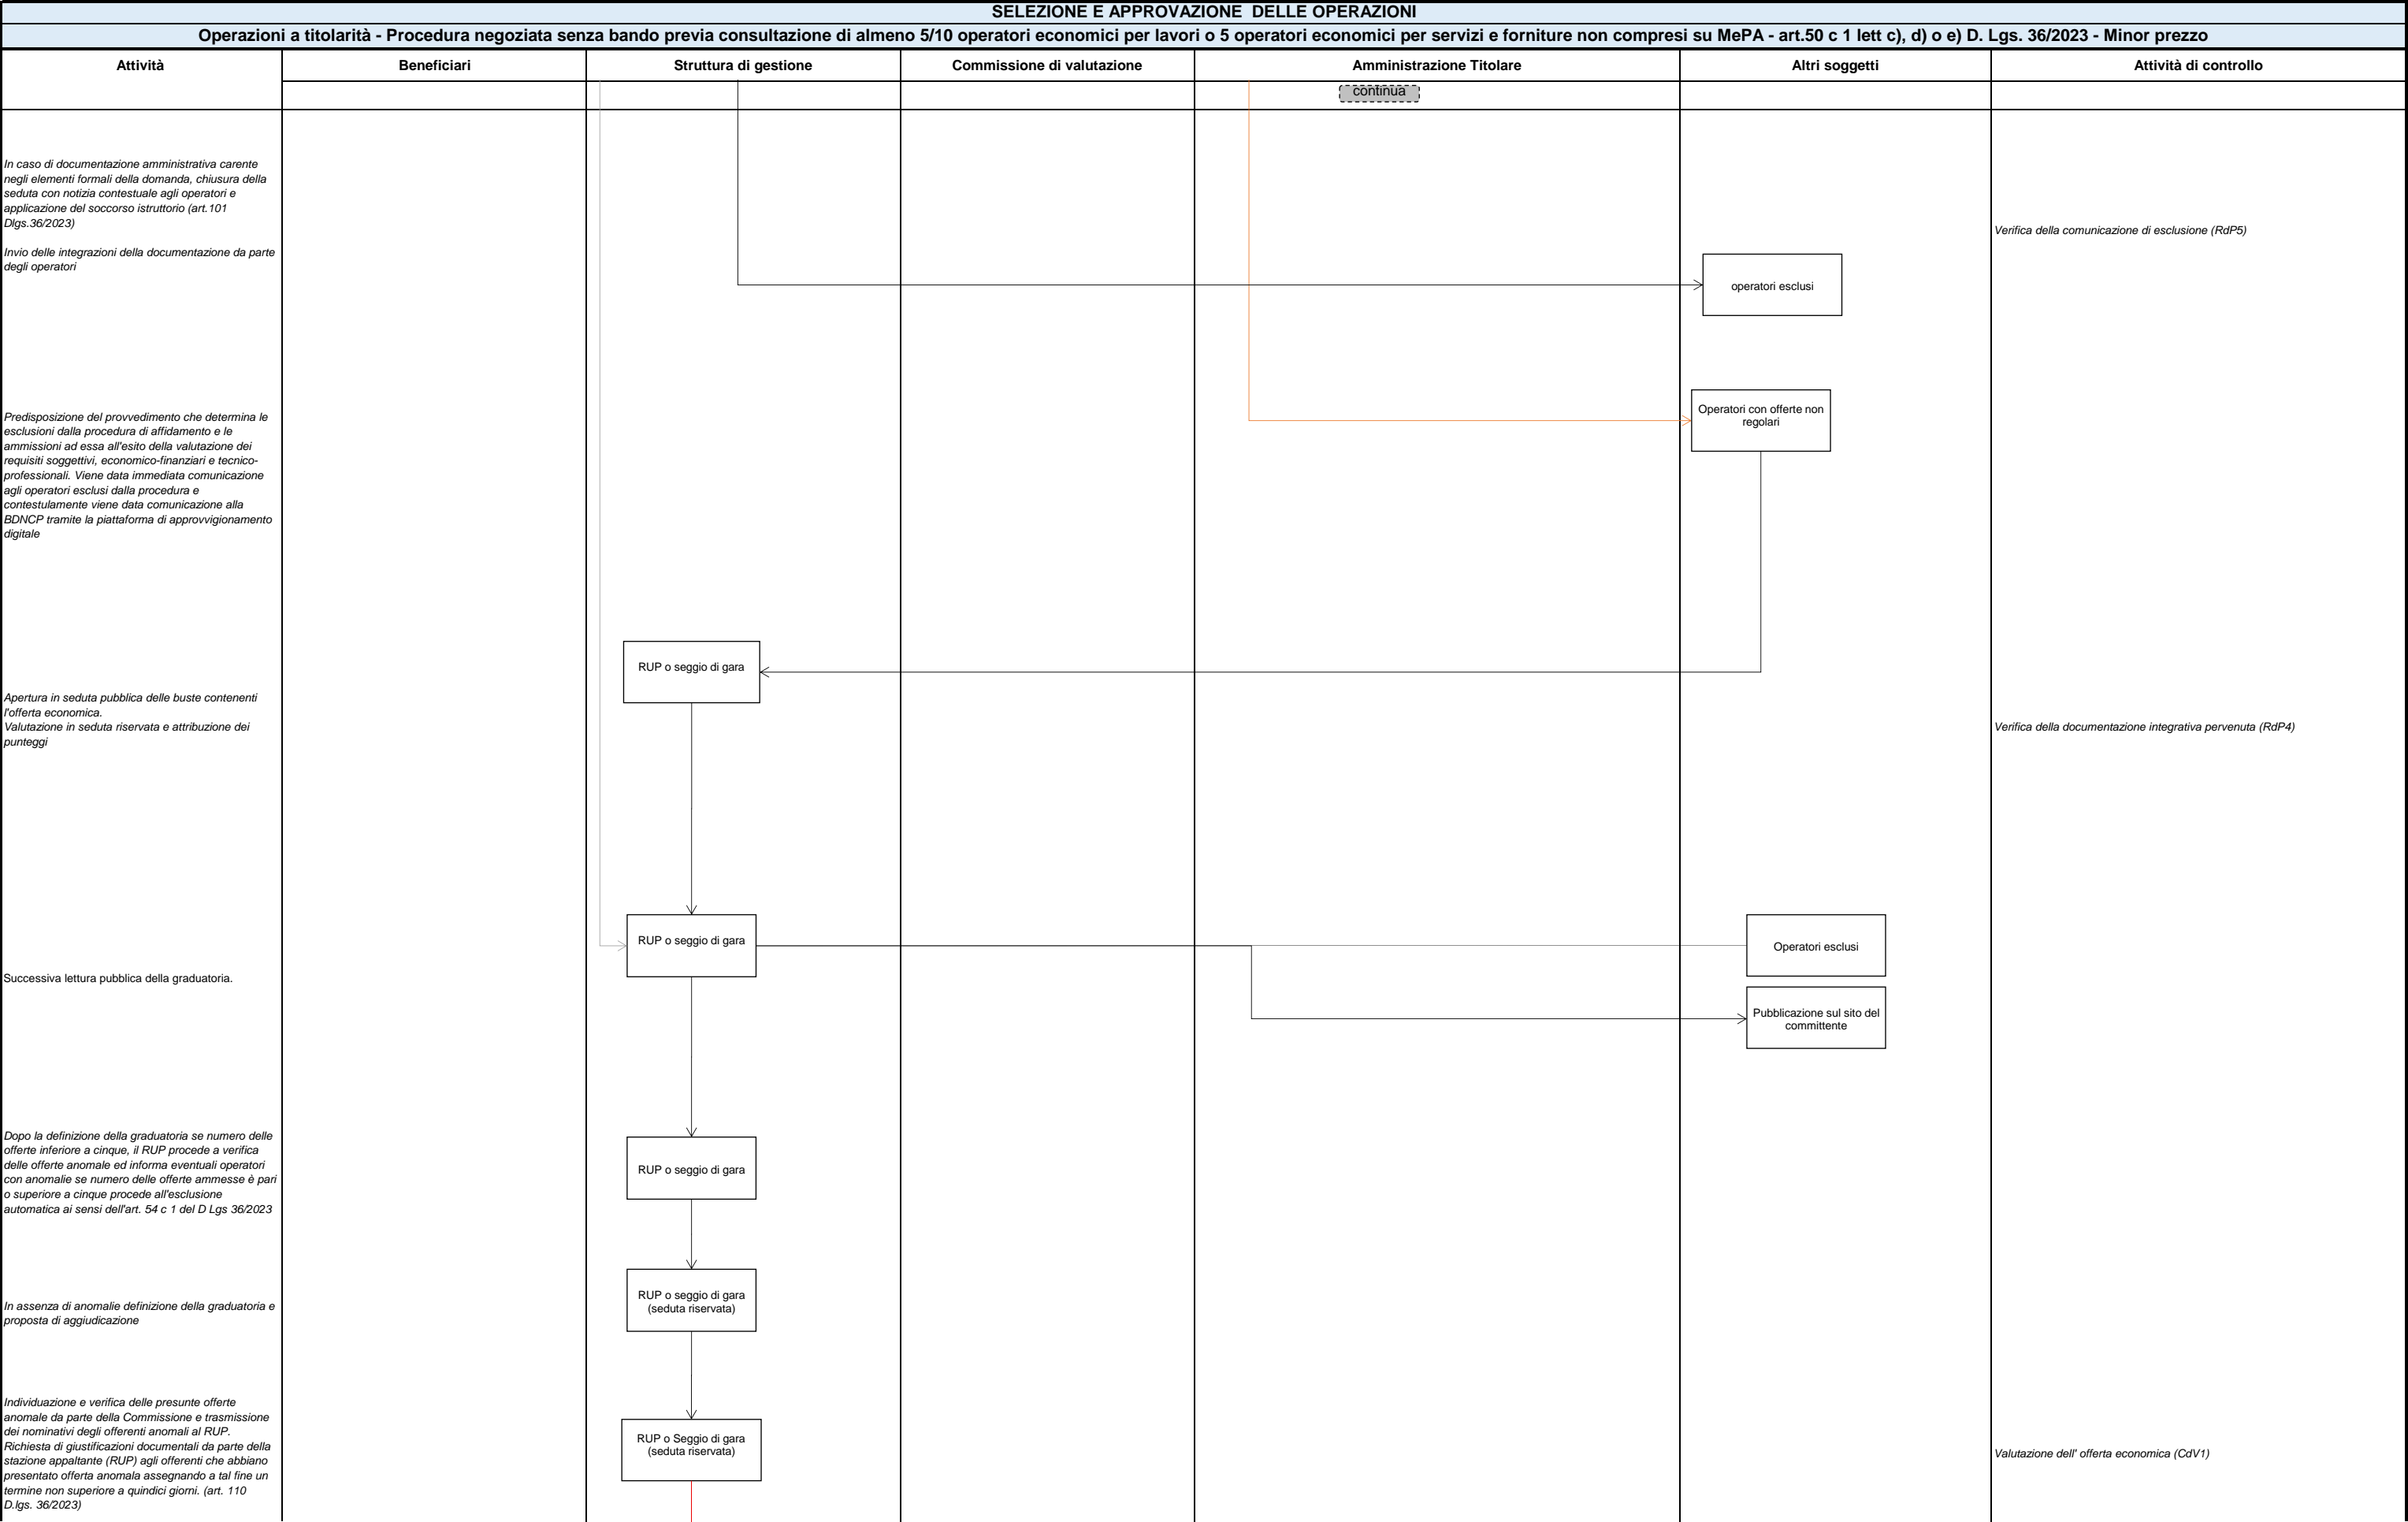 SELEZIONE E APPROVAZIONE  DELLE OPERAZIONI
Operazioni a titolarità - Procedura negoziata senza bando previa consultazione di almeno 5/10 operatori economici per lavori o 5 operatori economici per servizi e forniture non compresi su MePA - art.50 c 1 lett c), d) o e) D. Lgs. 36/2023 - Minor prezzo
Attività
Beneficiari
Struttura di gestione
Commissione di valutazione
Amministrazione Titolare
Altri soggetti
Attività di controllo
continua
In caso di documentazione amministrativa carente
negli elementi formali della domanda, chiusura della
seduta con notizia contestuale agli operatori e
applicazione del soccorso istruttorio (art.101
Dlgs.36/2023)
Invio delle integrazioni della documentazione da parte
degli operatori
Verifica della comunicazione di esclusione (RdP5)
operatori esclusi
Operatori con offerte non
regolari
Predisposizione del provvedimento che determina le
esclusioni dalla procedura di affidamento e le
ammissioni ad essa all'esito della valutazione dei
requisiti soggettivi, economico-finanziari e tecnico-
professionali. Viene data immediata comunicazione
agli operatori esclusi dalla procedura e
contestulamente viene data comunicazione alla
BDNCP tramite la piattaforma di approvvigionamento
digitale
RUP o seggio di gara
Apertura in seduta pubblica delle buste contenenti
l'offerta economica.
Valutazione in seduta riservata e attribuzione dei
punteggi
Verifica della documentazione integrativa pervenuta (RdP4)
RUP o seggio di gara
Operatori esclusi
Successiva lettura pubblica della graduatoria.
Pubblicazione sul sito del
committente
Dopo la definizione della graduatoria se numero delle
offerte inferiore a cinque, il RUP procede a verifica
delle offerte anomale ed informa eventuali operatori
con anomalie se numero delle offerte ammesse è pari
o superiore a cinque procede all'esclusione
automatica ai sensi dell'art. 54 c 1 del D Lgs 36/2023
RUP o seggio di gara
RUP o seggio di gara
(seduta riservata)
In assenza di anomalie definizione della graduatoria e
proposta di aggiudicazione
Individuazione e verifica delle presunte offerte
anomale da parte della Commissione e trasmissione
dei nominativi degli offerenti anomali al RUP.
Richiesta di giustificazioni documentali da parte della
stazione appaltante (RUP) agli offerenti che abbiano
presentato offerta anomala assegnando a tal fine un
termine non superiore a quindici giorni. (art. 110
D.lgs. 36/2023)
RUP o Seggio di gara
(seduta riservata)
Valutazione dell' offerta economica (CdV1)